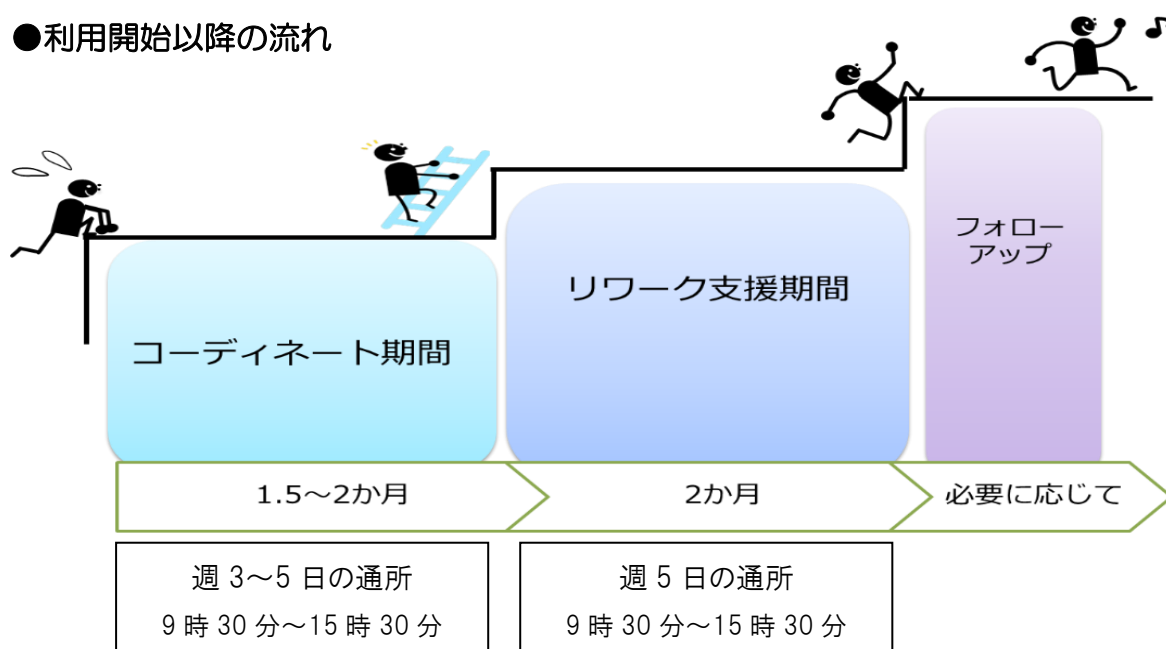 ●利用開始以降の流れ
コーディネート期間
リワーク支援期間
フォロー
アップ
1.5～2か月
2か月
必要に応じて
週 3～5 日の通所
9 時 30 分～15 時 30 分
週 5 日の通所
9 時 30 分～15 時 30 分